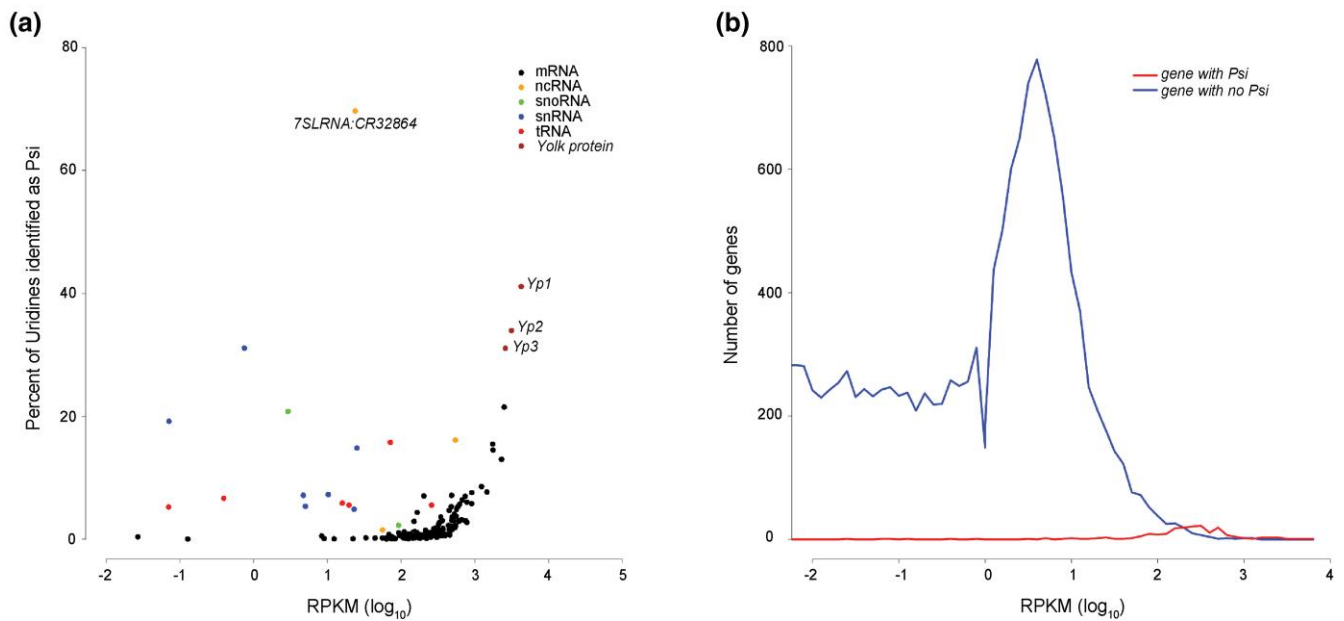 (a)
80
60
40
20
0
Percent of Uridines identified as Psi
-2 -1 0 1 2 3 4 5
RPKM (log10)
mRNA
ncRNA
snoRNA
snRNA
tRNA
Yolk protein
7SLRNA:CR32864
Yp1
Yp2
Yp3
(b)
800
600
400
200
0
Number of genes
-2 -1 0 1 2 3 4
RPKM (log10)
gene with Psi
gene with no Psi